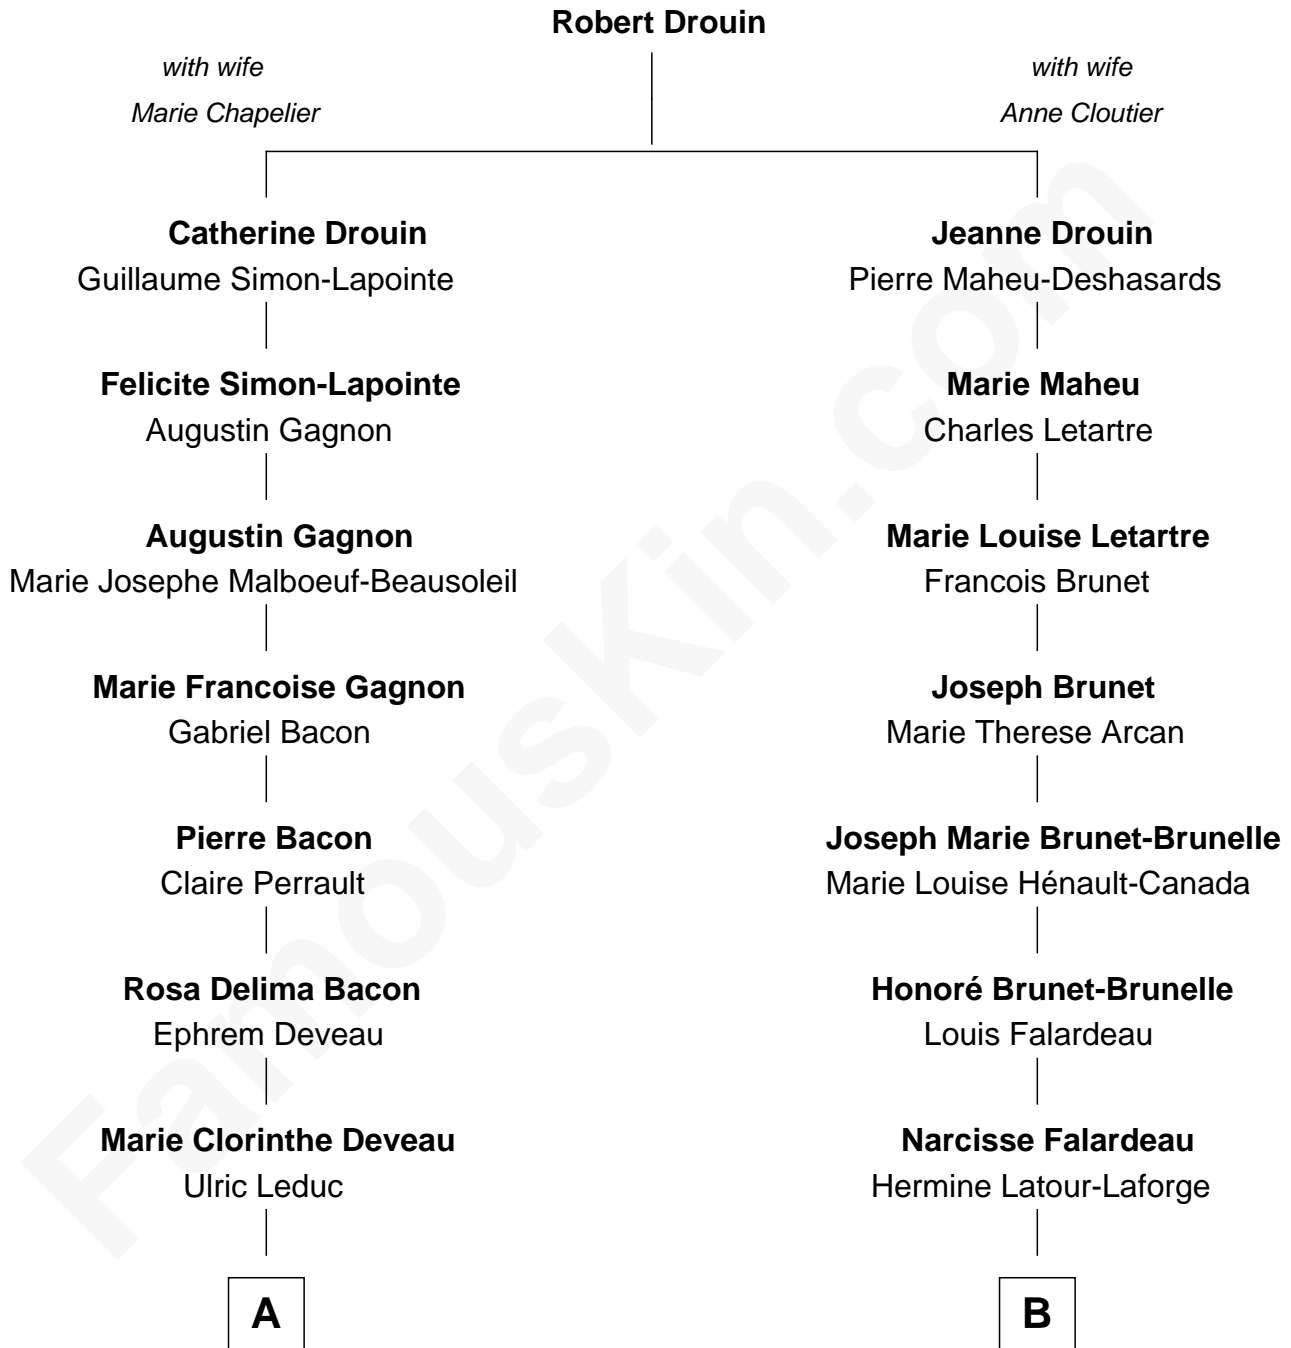 Robert Drouin
with wife
Marie Chapelier
with wife
Anne Cloutier
Catherine Drouin
Guillaume Simon-Lapointe
Jeanne Drouin
Pierre Maheu-Deshasards
Felicite Simon-Lapointe
Augustin Gagnon
Marie Maheu
Charles Letartre
Augustin Gagnon
Marie Josephe Malboeuf-Beausoleil
Marie Louise Letartre
Francois Brunet
Marie Francoise Gagnon
Gabriel Bacon
Joseph Brunet
Marie Therese Arcan
Pierre Bacon
Claire Perrault
Joseph Marie Brunet-Brunelle
Marie Louise Hénault-Canada
Rosa Delima Bacon
Ephrem Deveau
Honoré Brunet-Brunelle
Louis Falardeau
Marie Clorinthe Deveau
Ulric Leduc
Narcisse Falardeau
Hermine Latour-Laforge
A
B
FamousKin.com